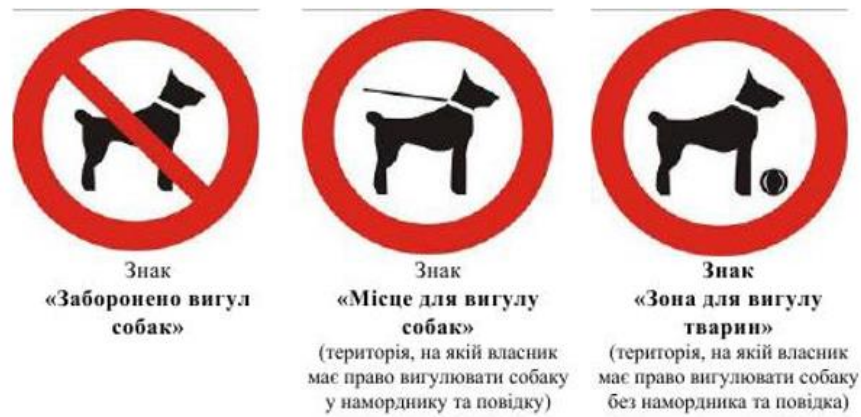 Знак
«Заборонено вигул
собак»
Знак
«Місце для вигулу
собак»
(територія, на якій власник
має право вигулювати собаку
у наморднику та повідку)
Знак
«Зона для вигулу
тварин»
(територія, на якій власник
має право вигулювати собаку
без намордника та повідка)